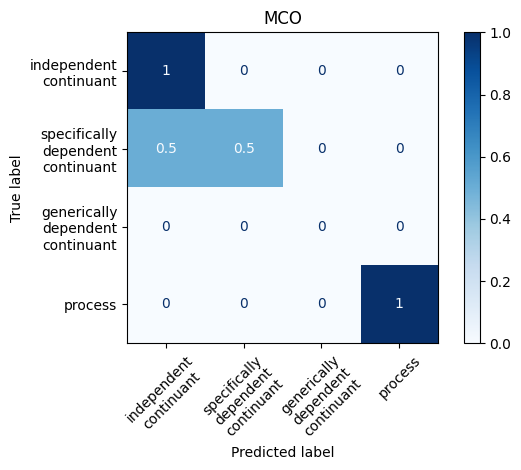 MCO
independent
continuant
specifically
dependent
continuant
generically
dependent
continuant
process
True label
1 0 0 0
0.5 0.5 0 0
0 0 0 0
0 0 0 1
1.0
0.8
0.6
0.4
0.2
0.0
independent
continuant
specifically
dependent
continuant
generically
dependent
continuant
process
Predicted label